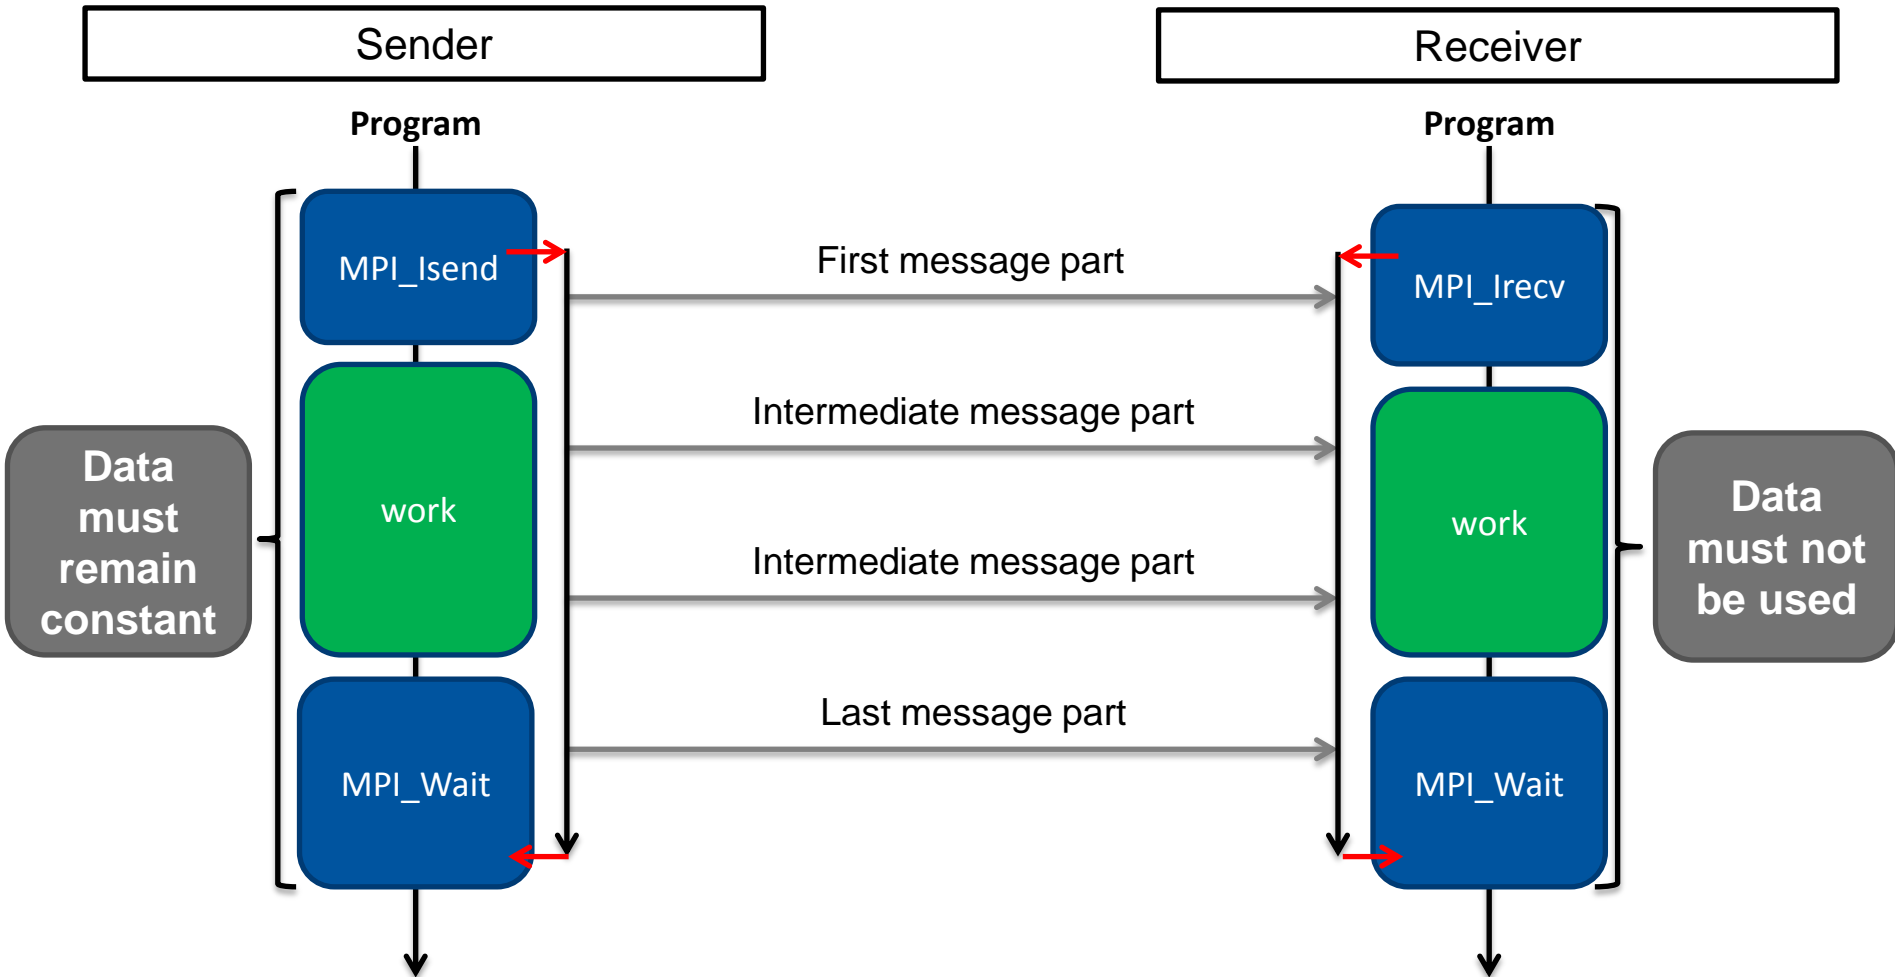 Sender
Receiver
Program
Program
MPI_Isend
First message part
MPI_Irecv
Intermediate message part
Data
must
remain
constant
work
Intermediate message part
work
Data
must not
be used
Last message part
MPI_Wait
MPI_Wait